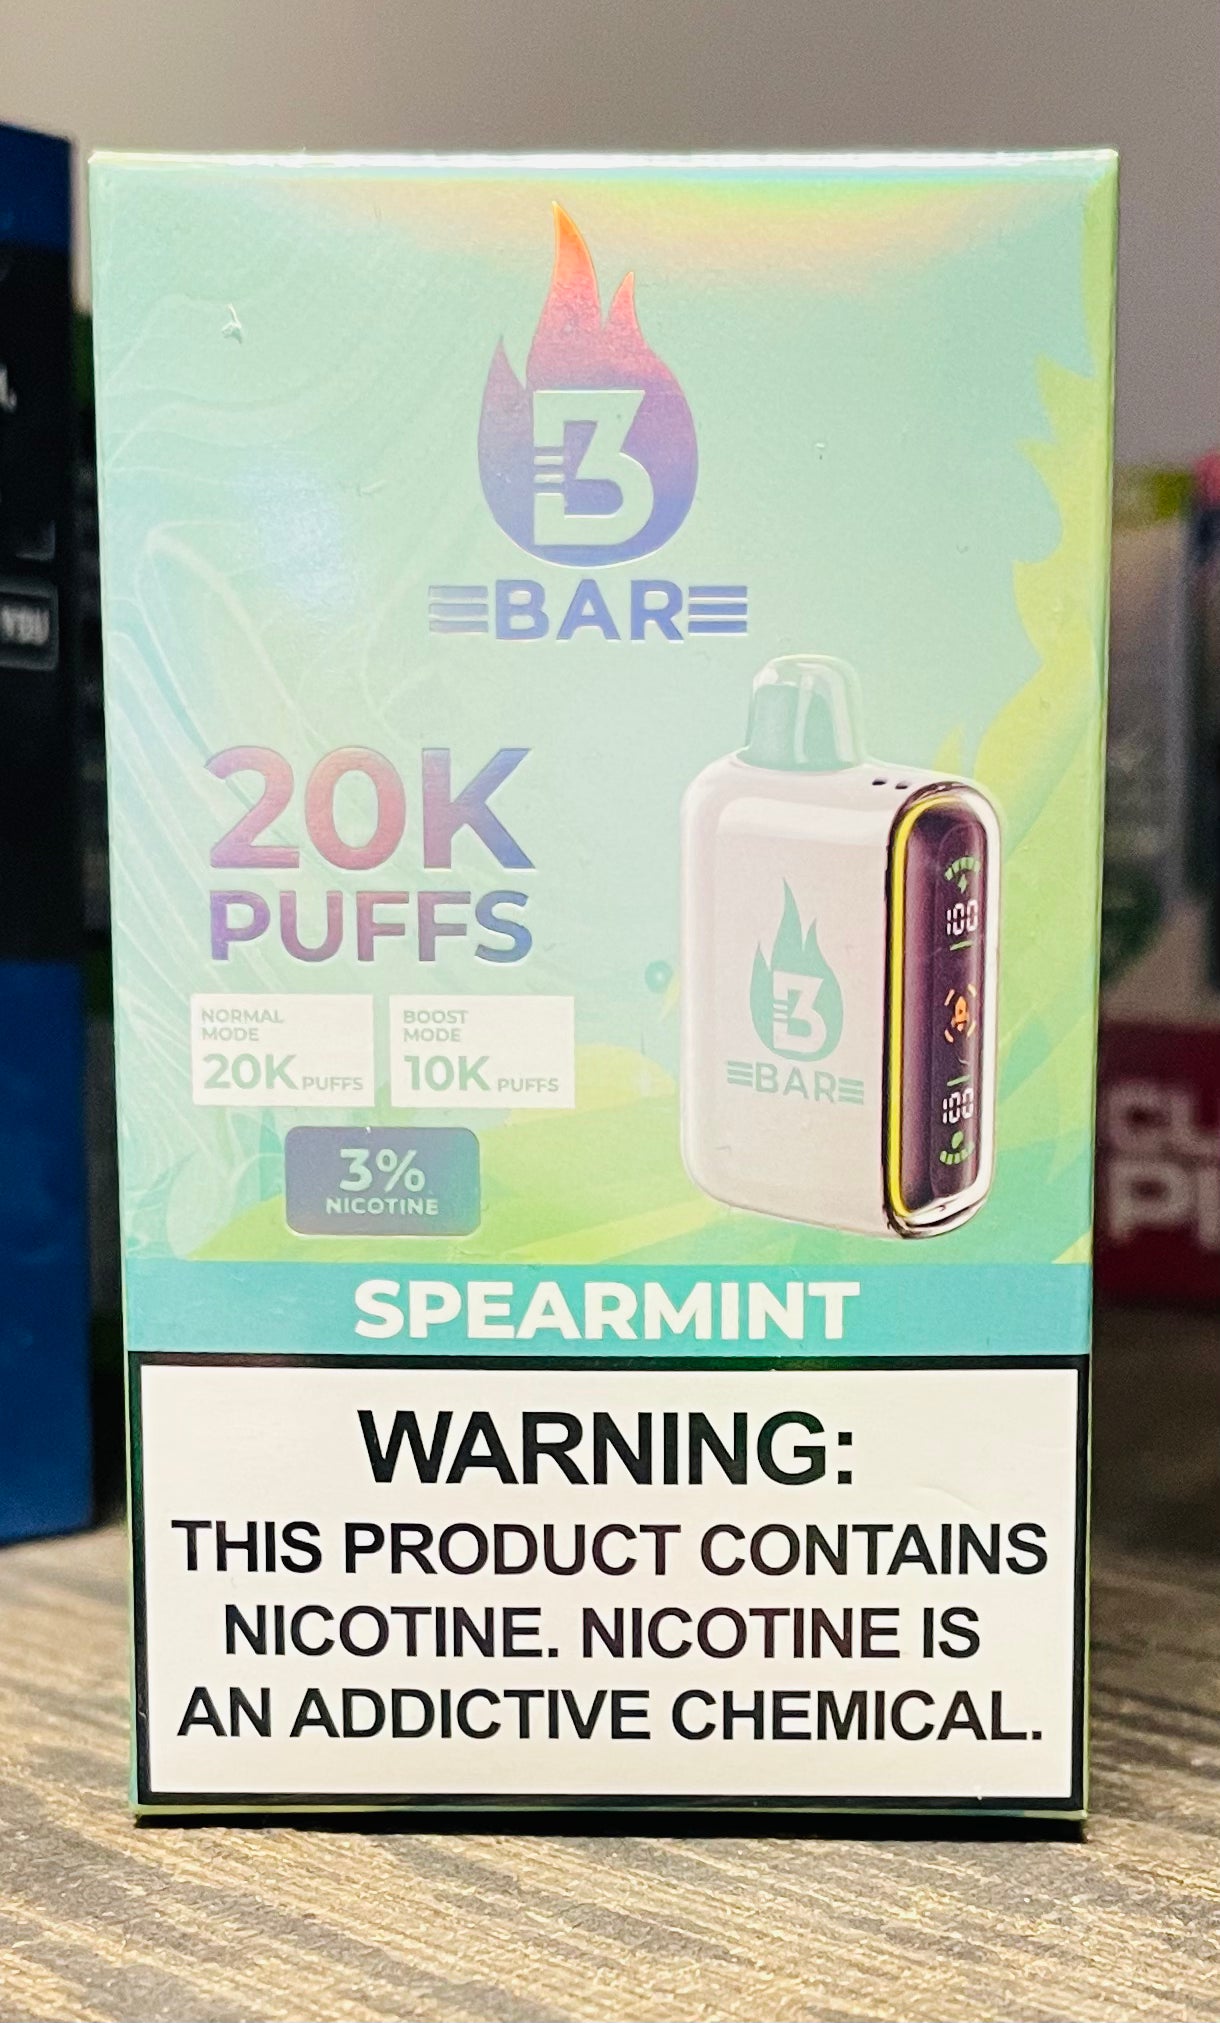 B
BAR
20K
PUFFS
NORMAL
MODE
20K PUFFS
BOOST
MODE
10K PUFFS
3%
NICOTINE
100
100
B
BAR
SPEARMINT
WARNING:
THIS PRODUCT CONTAINS
NICOTINE. NICOTINE IS
AN ADDICTIVE CHEMICAL.
YOU